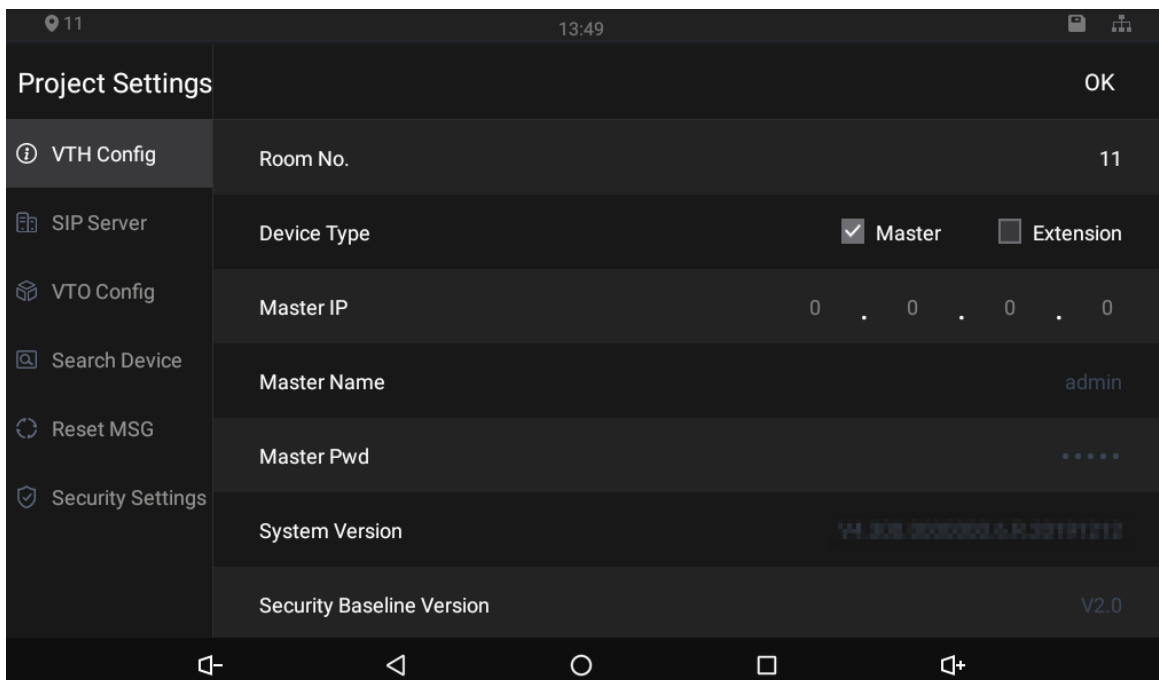 11 13:49
Project Settings OK
VTH Config
Room No. 11
SIP Server
Device Type Master Extension
VTO Config
Master IP 0 . 0 . 0 . 0
Search Device
Master Name admin
Reset MSG
Master Pwd •••••
Security Settings
System Version
Security Baseline Version V2.0